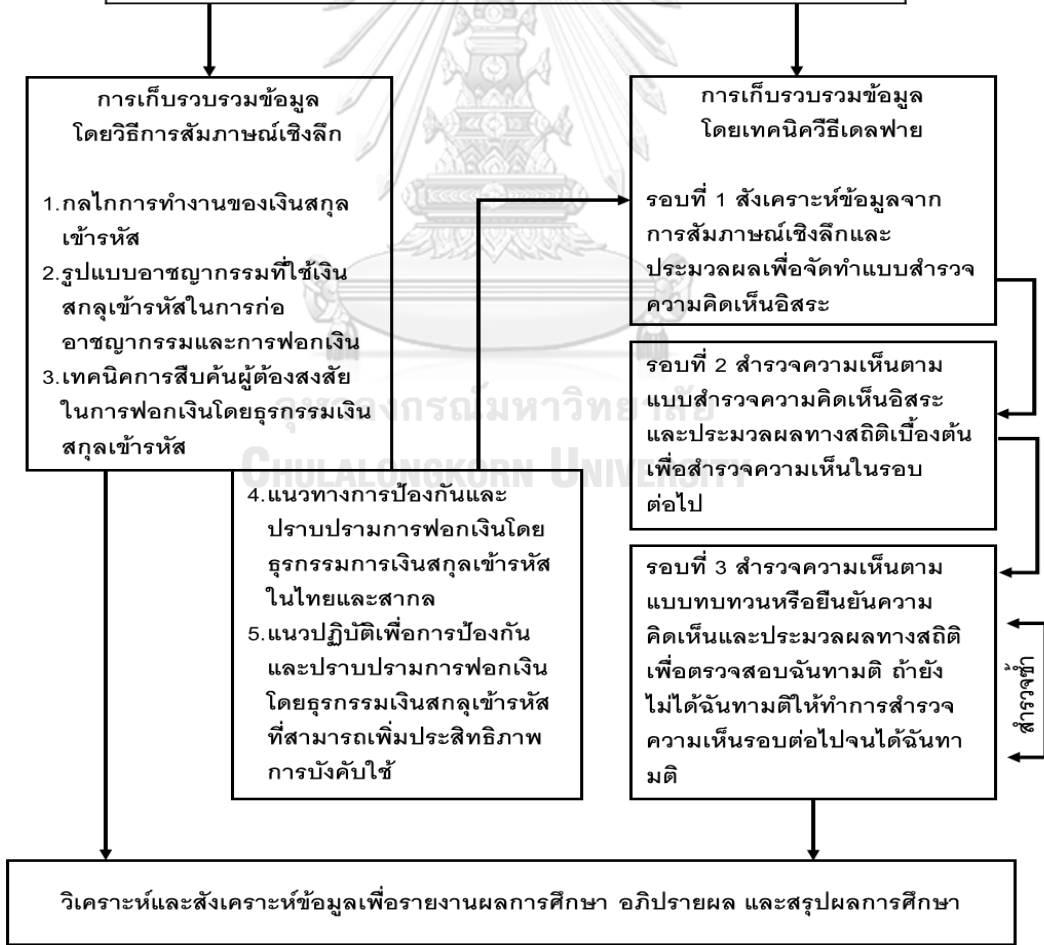 การเก็บรวบรวมข้อมูล
โดยวิธีการสัมภาษณ์เชิงลึก
1.กลไกการทำงานของเงินสกุล
เข้ารหัส
2.รูปแบบอาชญากรรมที่ใช้เงิน
สกลุเข้ารหัสในการก่อ
อาชญากรรมและการฟอกเงิน
3.เทคนิคการสืบค้นผู้ต้องสงสัย
ในการฟอกเงินโดยธุรกรรมเงิน
สกุลเข้ารหัส
4.แนวทางการป้องกันและ
ปราบปรามการฟอกเงินโดย
ธุรกรรมการเงินสกุลเข้ารหัส
ในไทยและสากล
5.แนวปฏิบัติเพื่อการป้องกัน
และปราบปรามการฟอกเงิน
โดยธุรกรรมเงินสกลุเข้ารหัส
ที่สามารถเพิ่มประสิทธิภาพ
การบังคับใช้
การเก็บรวบรวมข้อมูล
โดยเทคนิควีธีเดลฟาย
รอบที่ 1 สังเคราะห์ข้อมูลจาก
การสัมภาษณ์เชิงลึกและ
ประมวลผลเพื่อจัดทำแบบสำรวจ
ความคิดเห็นอิสระ
รอบที่ 2 สำรวจความเห็นตาม
แบบสำรวจความคิดเห็นอิสระ
และประมวลผลทางสถิติเบื้องต้น
เพื่อสำรวจความเห็นในรอบ
ต่อไป
รอบที่ 3 สำรวจความเห็นตาม
แบบทบทวนหรือยืนยันความ
คิดเห็นและประมวลผลทางสถิติ
เพื่อตรวจสอบฉันทามติ ถ้ายัง
ไม่ได้ฉันทามติให้ทำการสำรวจ
ความเห็นรอบต่อไปจนได้ฉันทา
มติ
สำรวจซ้ำ
จุฬาลงกรณ์มหาวิทยาลัย
CHULALONGKORN UNIVERSITY
วิเคราะห์และสังเคราะห์ข้อมูลเพื่อรายงานผลการศึกษา อภิปรายผล และสรุปผลการศึกษา